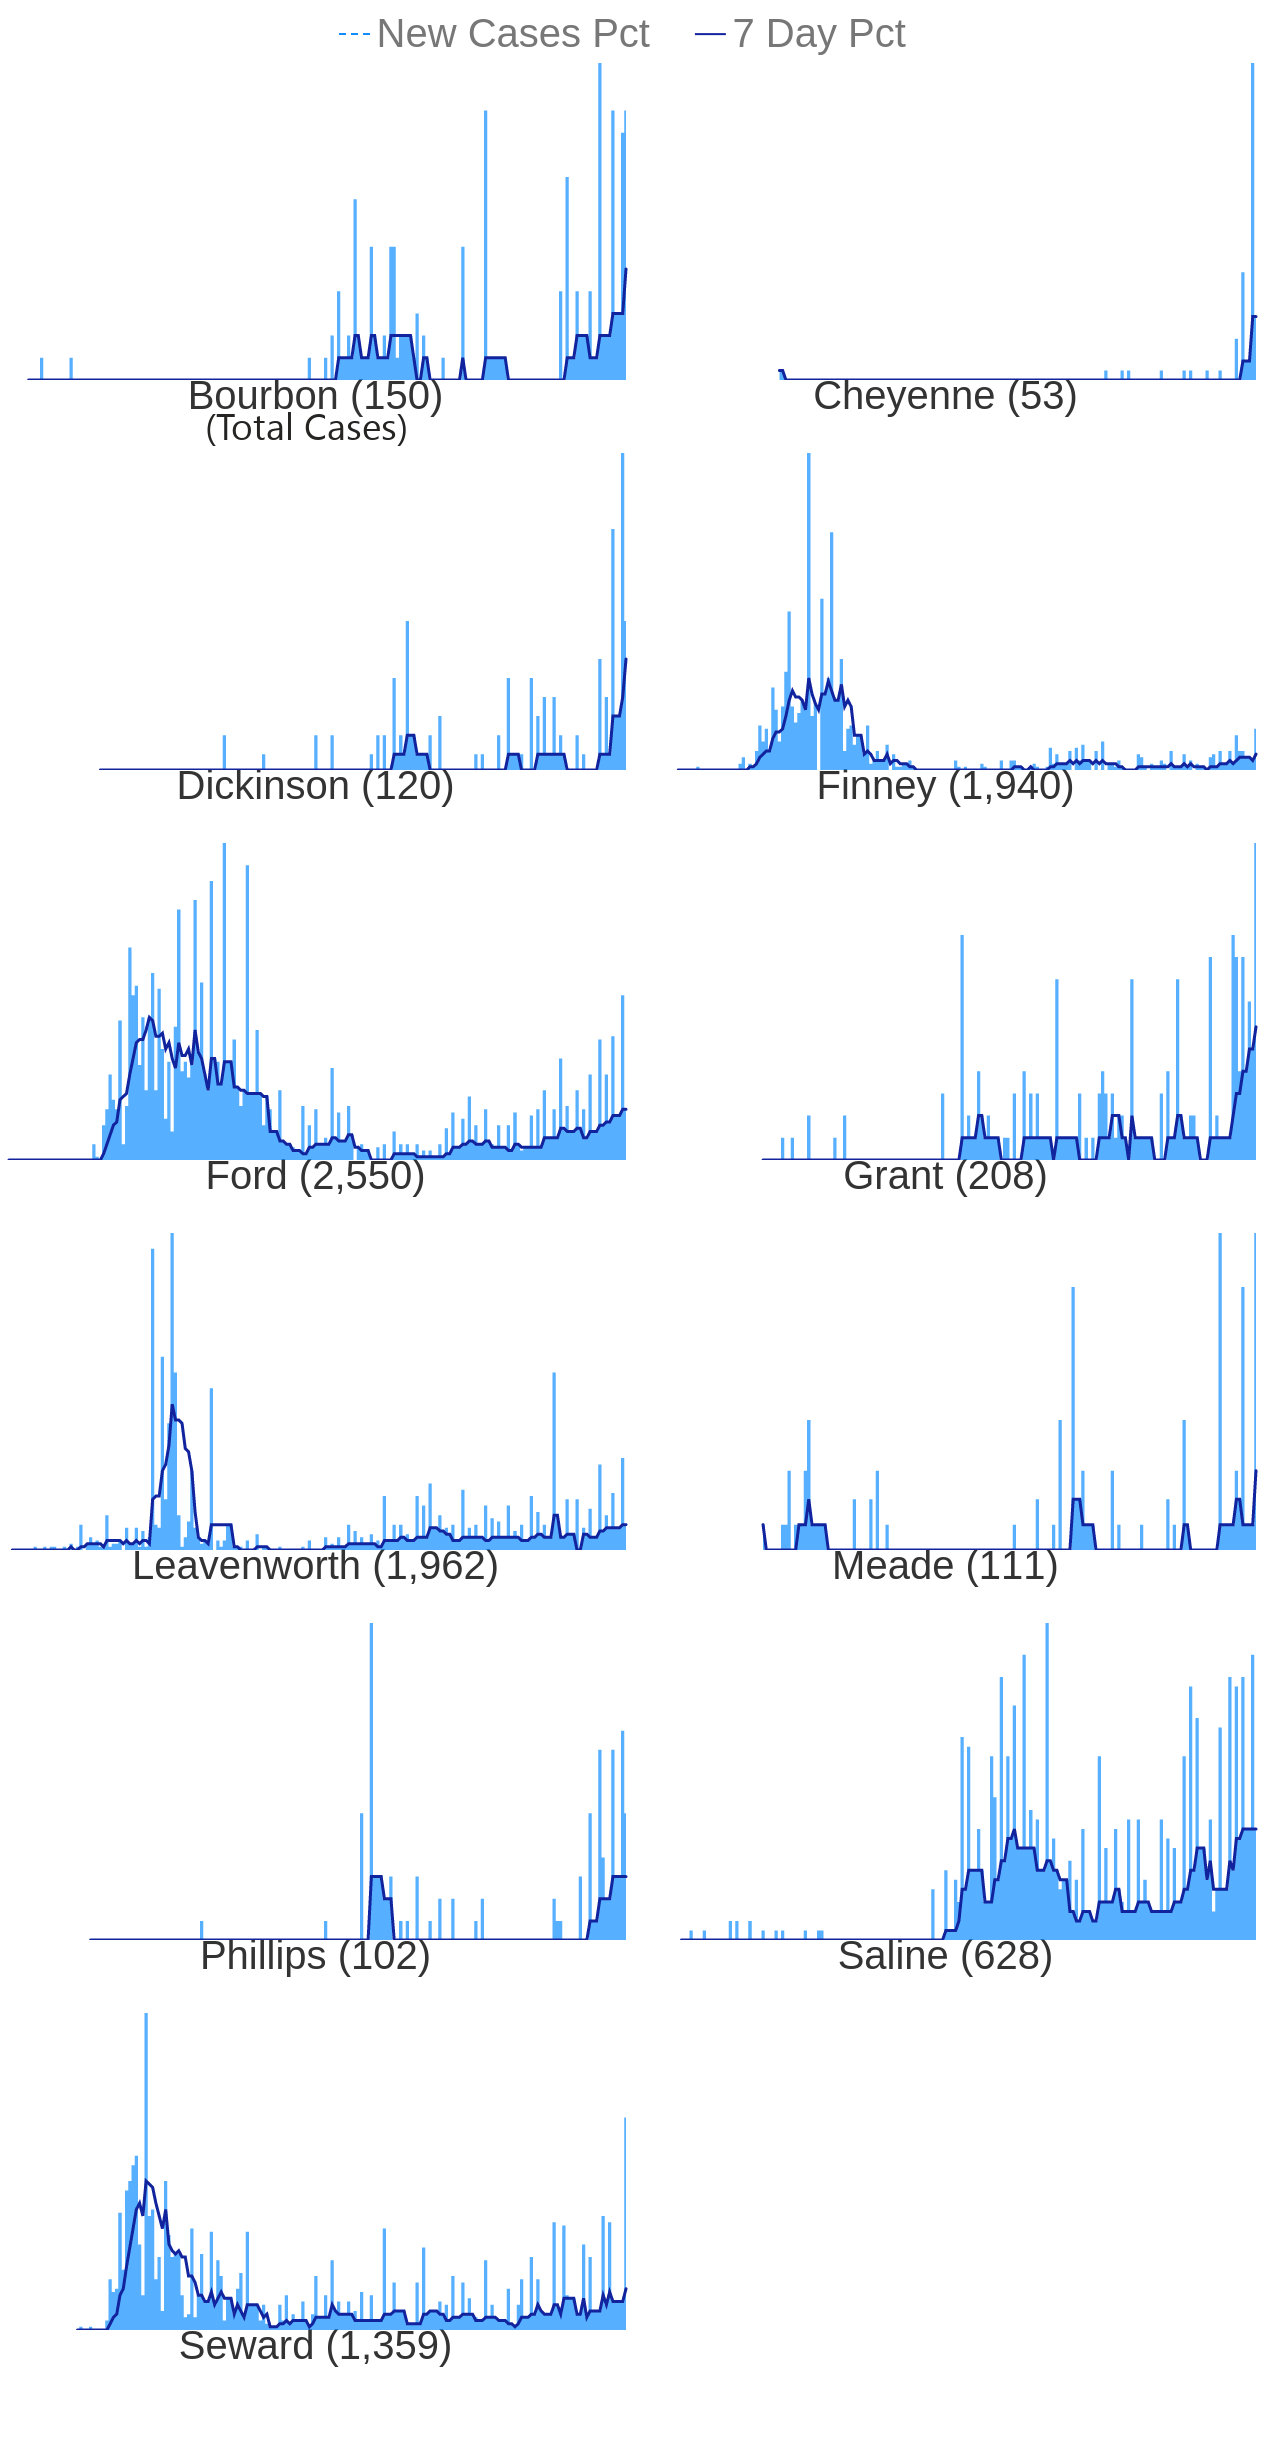 New Cases Pct 7 Day Pct
Bourbon (150) Cheyenne (53)
(Total Cases)
Dickinson (120) Finney (1,940)
Ford (2,550) Grant (208)
Leavenworth (1,962) Meade (111)
Phillips (102) Saline (628)
Seward (1,359)